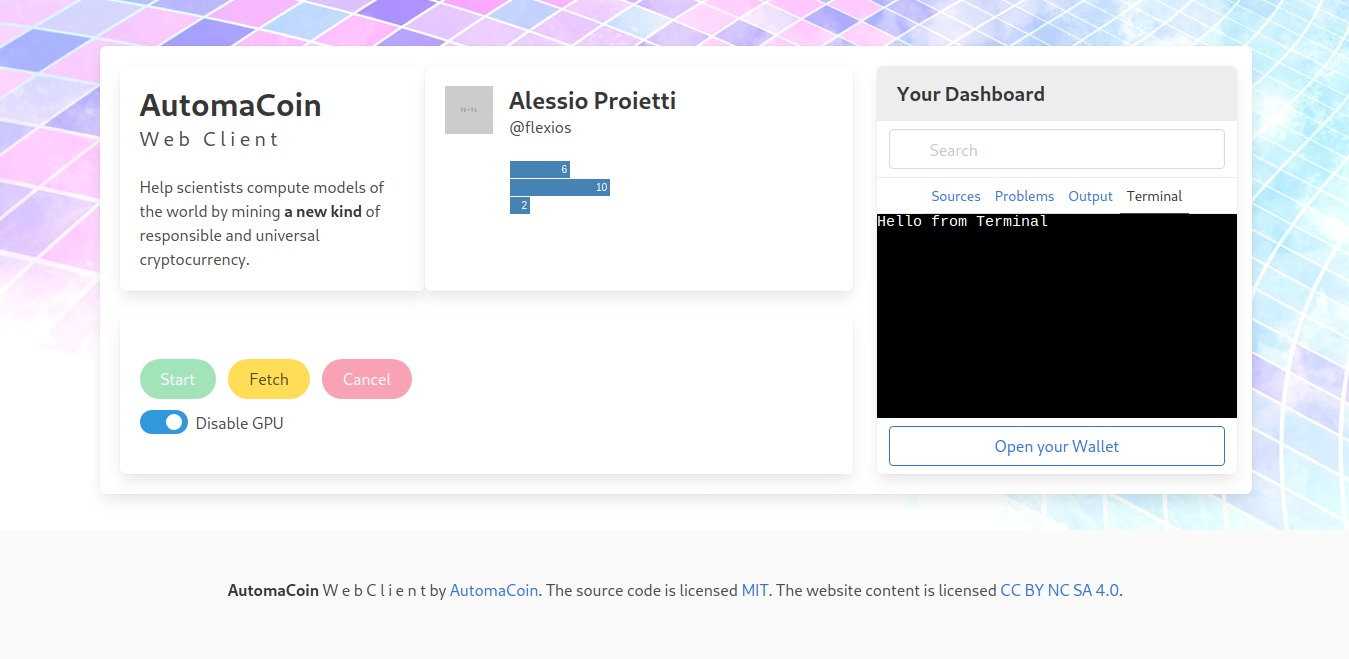 AutomaCoin
Web Client
Help scientists compute models of
the world by mining a new kind of
responsible and universal
cryptocurrency.
Alessio Proietti
@flexios
6
10
2
Start
Fetch
Cancel
Disable GPU
Your Dashboard
Search
Sources Problems Output Terminal
Hello from Terminal
Open your Wallet
AutomaCoin W e b C l i e n t by AutomaCoin. The source code is licensed MIT. The website content is licensed CC BY NC SA 4.0.